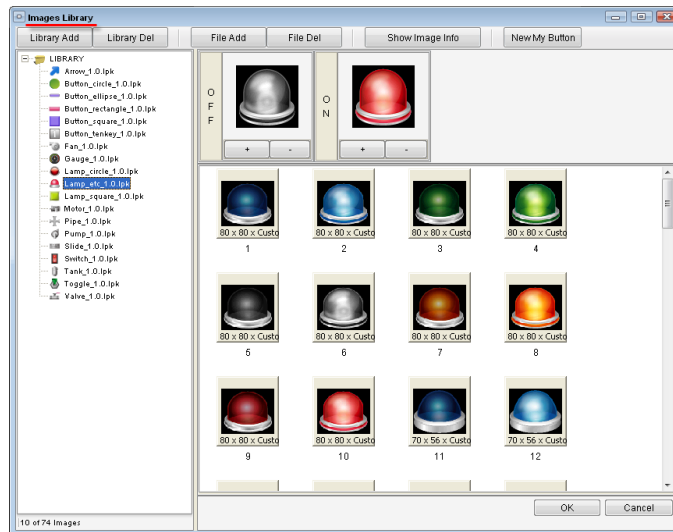 Images Library
Library Add
Library Del
File Add
File Del
Show Image Info
New My Button
LIBRARY
Arrow_1.0.lpk
Button_circle_1.0.lpk
Button_ellipse_1.0.lpk
Button_rectangle_1.0.lpk
Button_square_1.0.lpk
Button_tenkey_1.0.lpk
Fan_1.0.lpk
Gauge_1.0.lpk
Lamp_circle_1.0.lpk
Lamp_etc_1.0.lpk
Lamp_square_1.0.lpk
Motor_1.0.lpk
Pipe_1.0.lpk
Pump_1.0.lpk
Slide_1.0.lpk
Switch_1.0.lpk
Tank_1.0.lpk
Toggle_1.0.lpk
Valve_1.0.lpk
10 of 74 Images
O
F
F
+ -
O
N
+ -
80 x 80 x Custo
80 x 80 x Custo
80 x 80 x Custo
80 x 80 x Custo
1 2 3 4
80 x 80 x Custo
80 x 80 x Custo
80 x 80 x Custo
80 x 80 x Custo
5 6 7 8
80 x 80 x Custo
80 x 80 x Custo
70 x 56 x Custo
70 x 56 x Custo
9 10 11 12
OK
Cancel